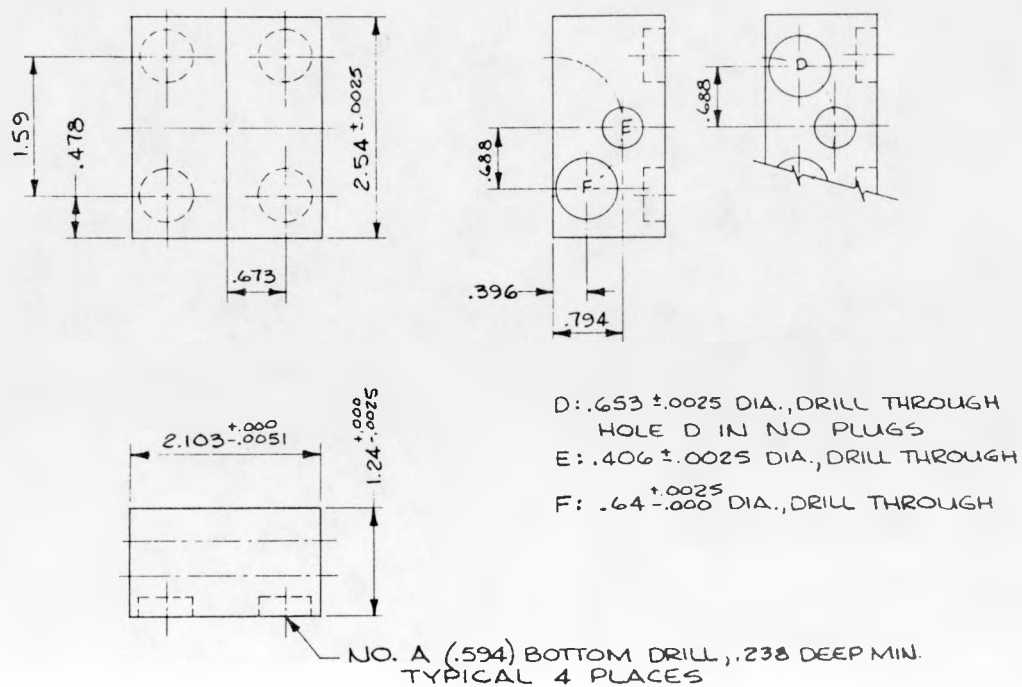 1.59
.478
2.54 ±.0025
.673
.688
E
F
.396
.794
.688
D
2.103 +.000 -.0051
1.24 +.000 -.0025
D: .653 ±.0025 DIA., DRILL THROUGH
HOLE D IN NO PLUGS
E: .406 ±.0025 DIA., DRILL THROUGH
F: .64 +.0025 -.000 DIA., DRILL THROUGH
NO. A (.594) BOTTOM DRILL, .238 DEEP MIN.
TYPICAL 4 PLACES